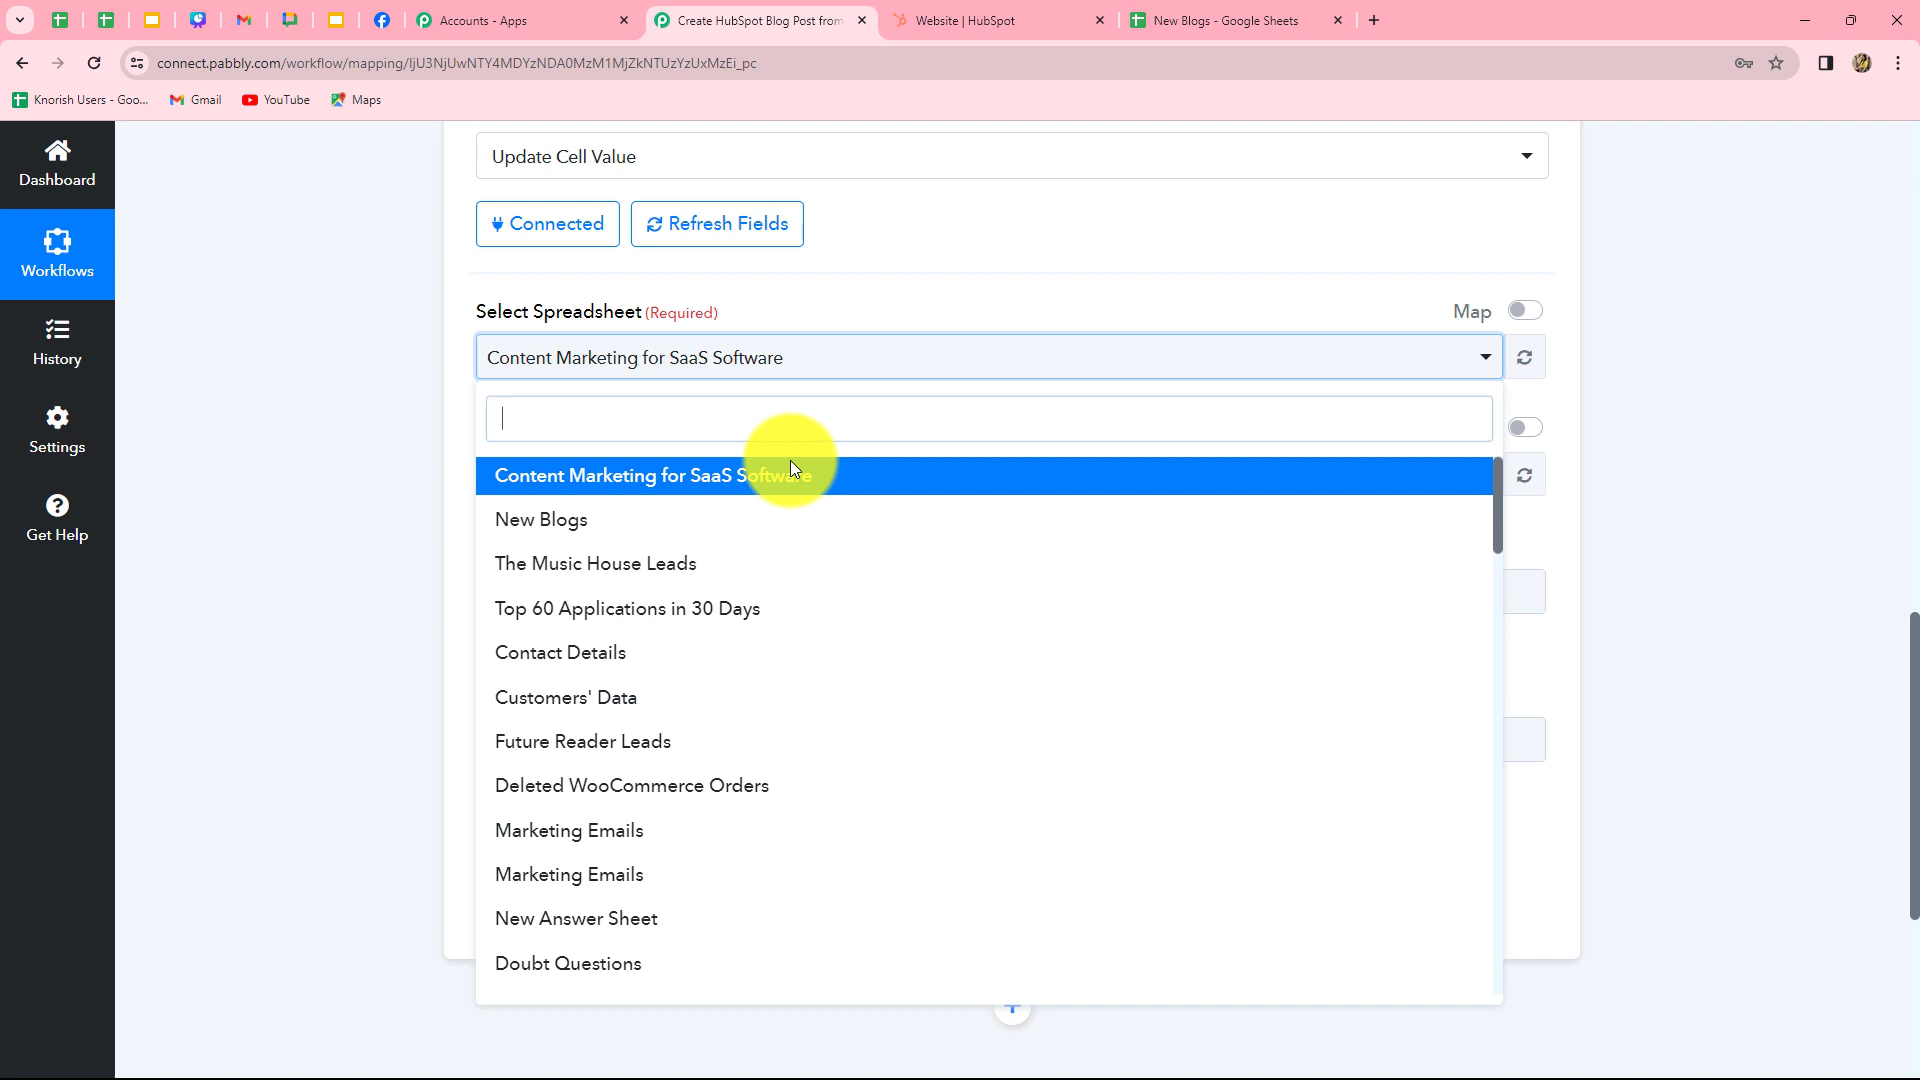 Accounts - Apps
Create HubSpot Blog Post from
Website | HubSpot
New Blogs - Google Sheets
connect.pabbly.com/workflow/mapping/IjU3NjUwNTY4MDYzNDA0MzM1MjZkNTUzYzUxMzEi_pc
Knorish Users - Goo...
Gmail
YouTube
Maps
Dashboard
Workflows
History
Settings
Get Help
Update Cell Value
Connected
Refresh Fields
Select Spreadsheet (Required)
Map
Content Marketing for SaaS Software
Content Marketing for SaaS Software
New Blogs
The Music House Leads
Top 60 Applications in 30 Days
Contact Details
Customers' Data
Future Reader Leads
Deleted WooCommerce Orders
Marketing Emails
Marketing Emails
New Answer Sheet
Doubt Questions